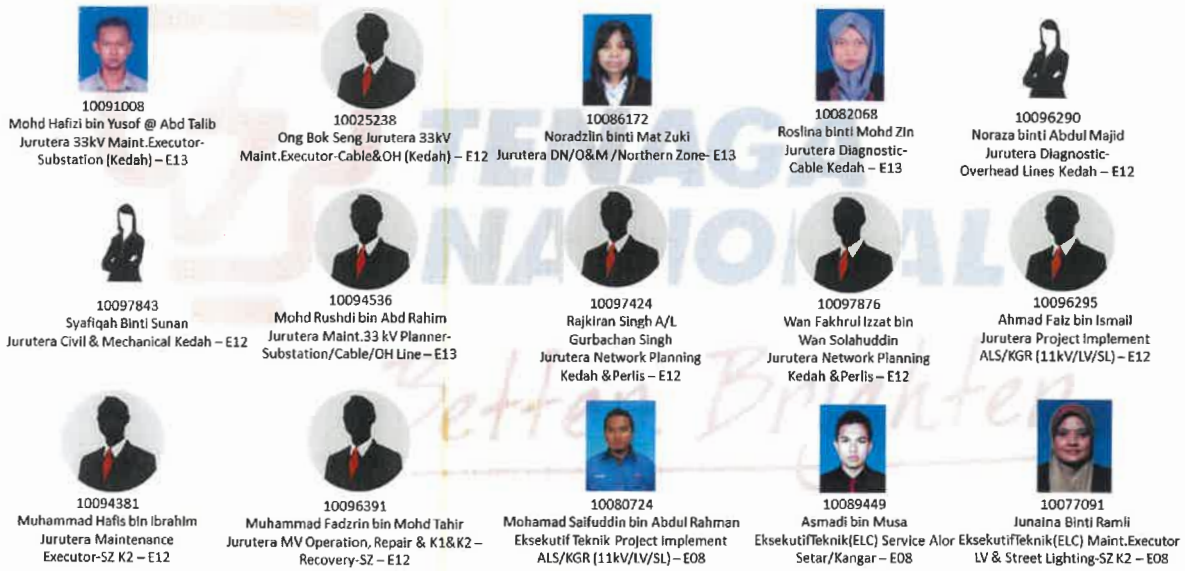 10091008
Mohd Hafizi bin Yusof @ Abd Talib
Jurutera 33kV Maint.Executor-
Substation (Kedah) – E13
10025238
Ong Bok Seng Jurutera 33kV
Maint.Executor-Cable&OH (Kedah) – E12
10086172
Noradzlin binti Mat Zuki
Jurutera DN/O&M /Northern Zone- E13
10082068
Roslina binti Mohd Zin
Jurutera Diagnostic-
Cable Kedah – E13
10096290
Noraza binti Abdul Majid
Jurutera Diagnostic-
Overhead Lines Kedah – E12
TENAGA
NASIONAL
10097843
Syafiqah Binti Sunan
Jurutera Civil & Mechanical Kedah – E12
10094536
Mohd Rushdi bin Abd Rahim
Jurutera Maint.33 kV Planner-
Substation/Cable/OH Line – E13
10097424
Rajkiran Singh A/L
Gurbachan Singh
Jurutera Network Planning
Kedah &Perlis – E12
10097876
Wan Fakhrul Izzat bin
Wan Solahuddin
Jurutera Network Planning
Kedah &Perlis – E12
10096295
Ahmad Faiz bin Ismail
Jurutera Project Implement
ALS/KGR (11kV/LV/SL) – E12
Better. Brighter.
10094381
Muhammad Hafis bin Ibrahim
Jurutera Maintenance
Executor-SZ K2 – E12
10096391
Muhammad Fadzrin bin Mohd Tahir
Jurutera MV Operation, Repair & K1&K2 –
Recovery-SZ – E12
10080724
Mohamad Saifuddin bin Abdul Rahman
Eksekutif Teknik Project Implement
ALS/KGR (11kV/LV/SL) – E08
10089449
Asmadi bin Musa
EksekutifTeknik(ELC) Service Alor
Setar/Kangar – E08
10077091
Junaina Binti Ramli
EksekutifTeknik(ELC) Maint.Executor
LV & Street Lighting-SZ K2 – E08